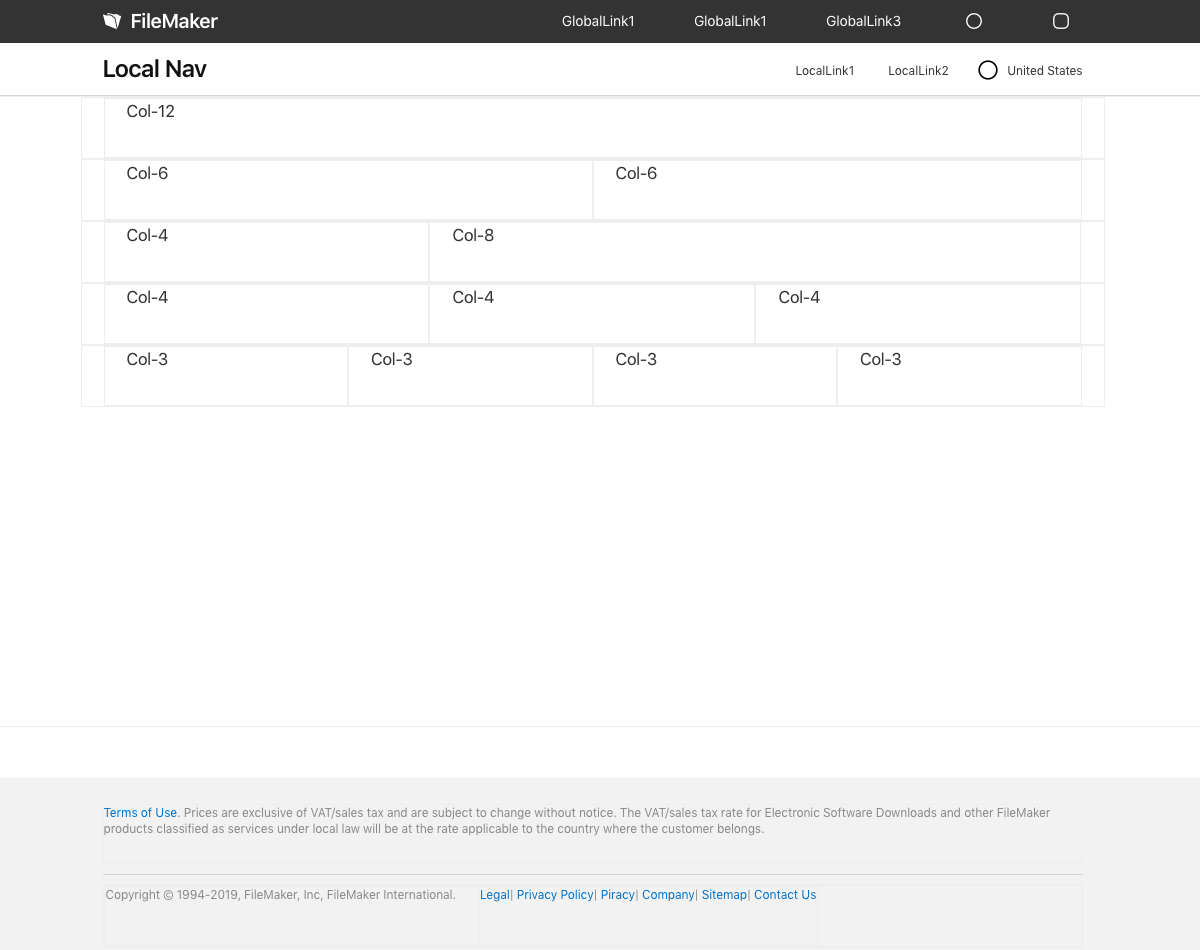 FileMaker GlobalLink1 GlobalLink1 GlobalLink3
Local Nav LocalLink1 LocalLink2 United States
Col-12
Col-6 Col-6
Col-4 Col-8
Col-4 Col-4 Col-4
Col-3 Col-3 Col-3 Col-3
Terms of Use. Prices are exclusive of VAT/sales tax and are subject to change without notice. The VAT/sales tax rate for Electronic Software Downloads and other FileMaker
products classified as services under local law will be at the rate applicable to the country where the customer belongs.
Copyright © 1994-2019, FileMaker, Inc, FileMaker International. Legal| Privacy Policy| Piracy| Company| Sitemap| Contact Us